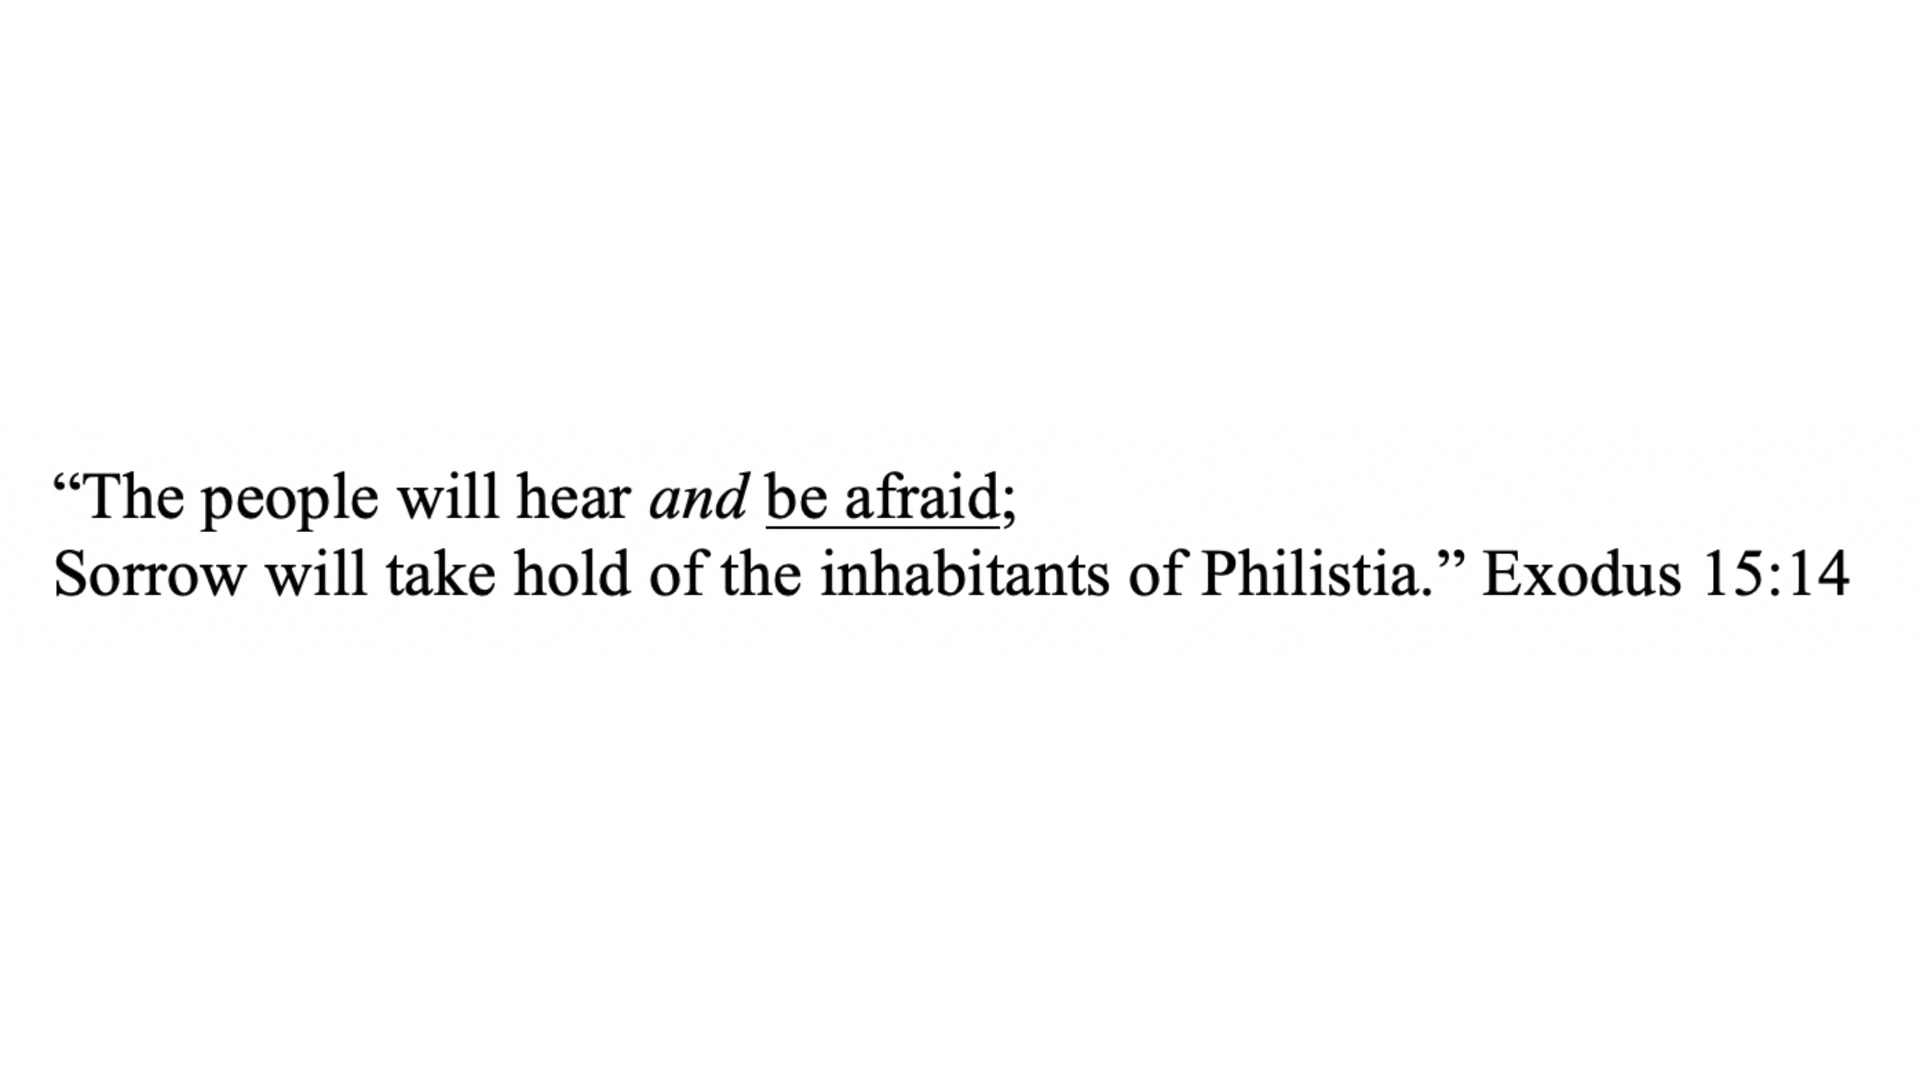 “The people will hear and be afraid;
Sorrow will take hold of the inhabitants of Philistia.” Exodus 15:14